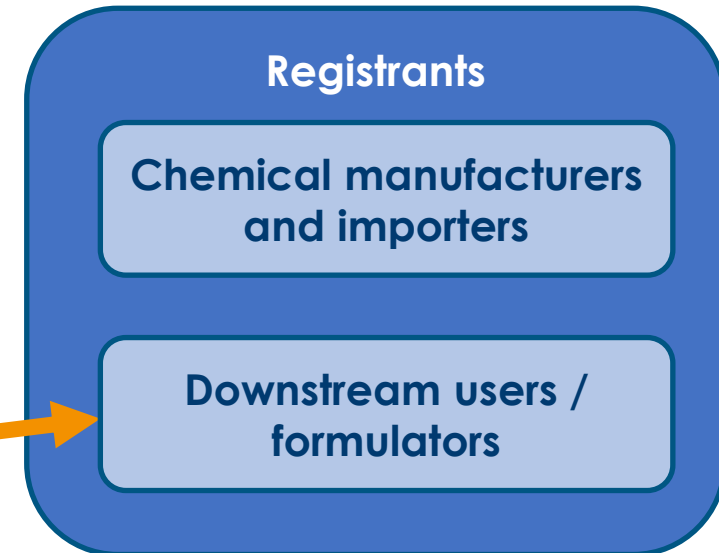 Registrants
Chemical manufacturers
and importers
Downstream users /
formulators